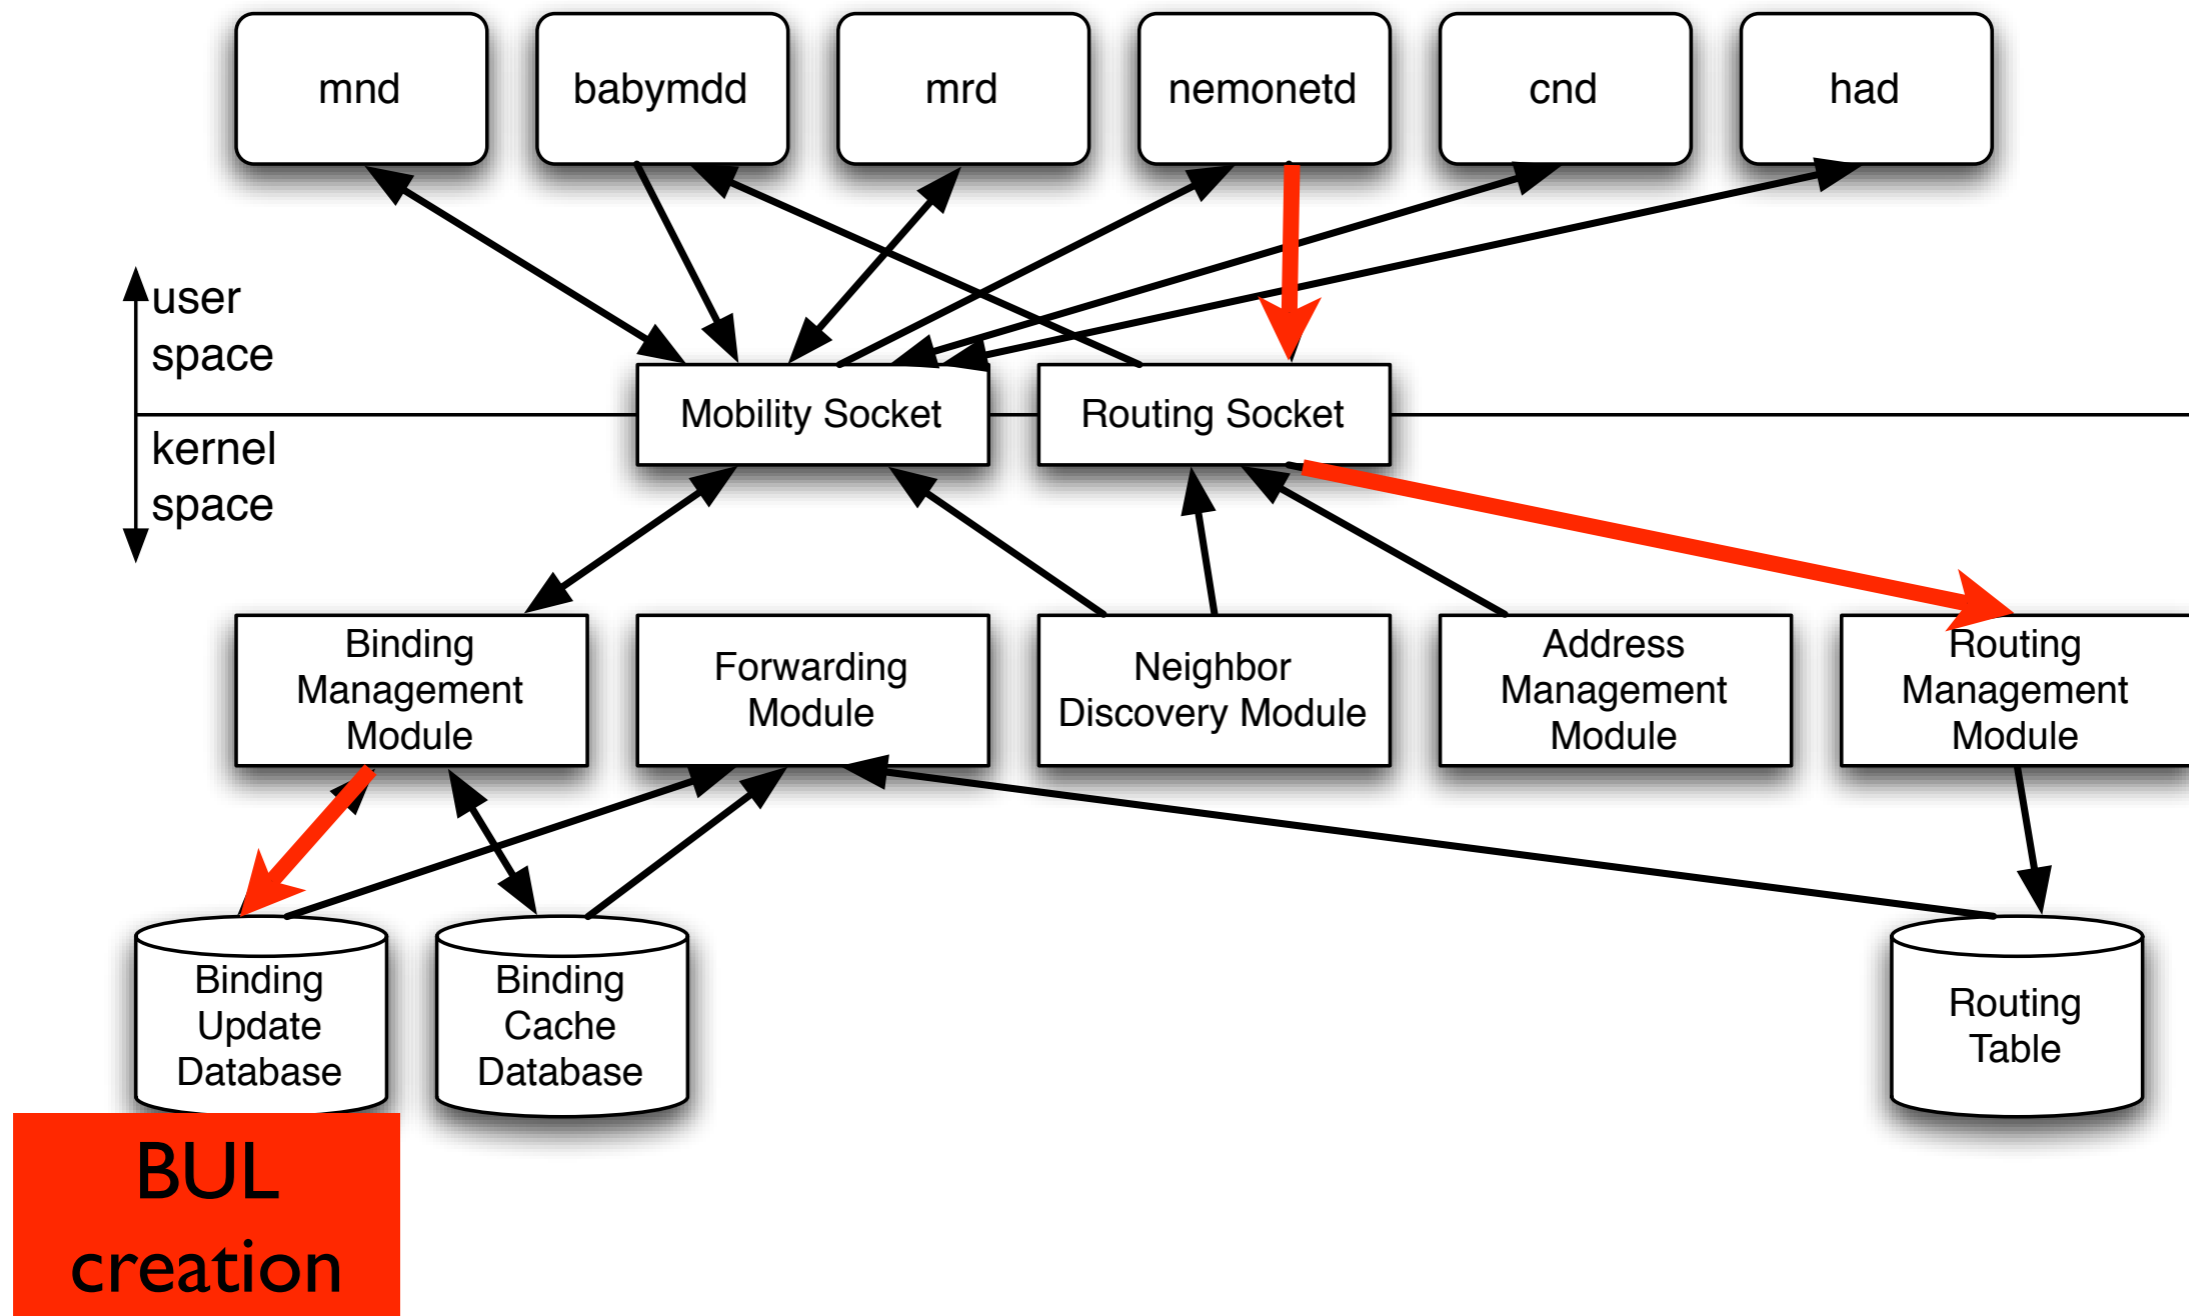 mnd
babymdd
mrd
nemonetd
cnd
had
user
space
Mobility Socket
Routing Socket
kernel
space
Binding
Management
Module
Forwarding
Module
Neighbor
Discovery Module
Address
Management
Module
Routing
Management
Module
Binding
Update
Database
Binding
Cache
Database
Routing
Table
BUL
creation